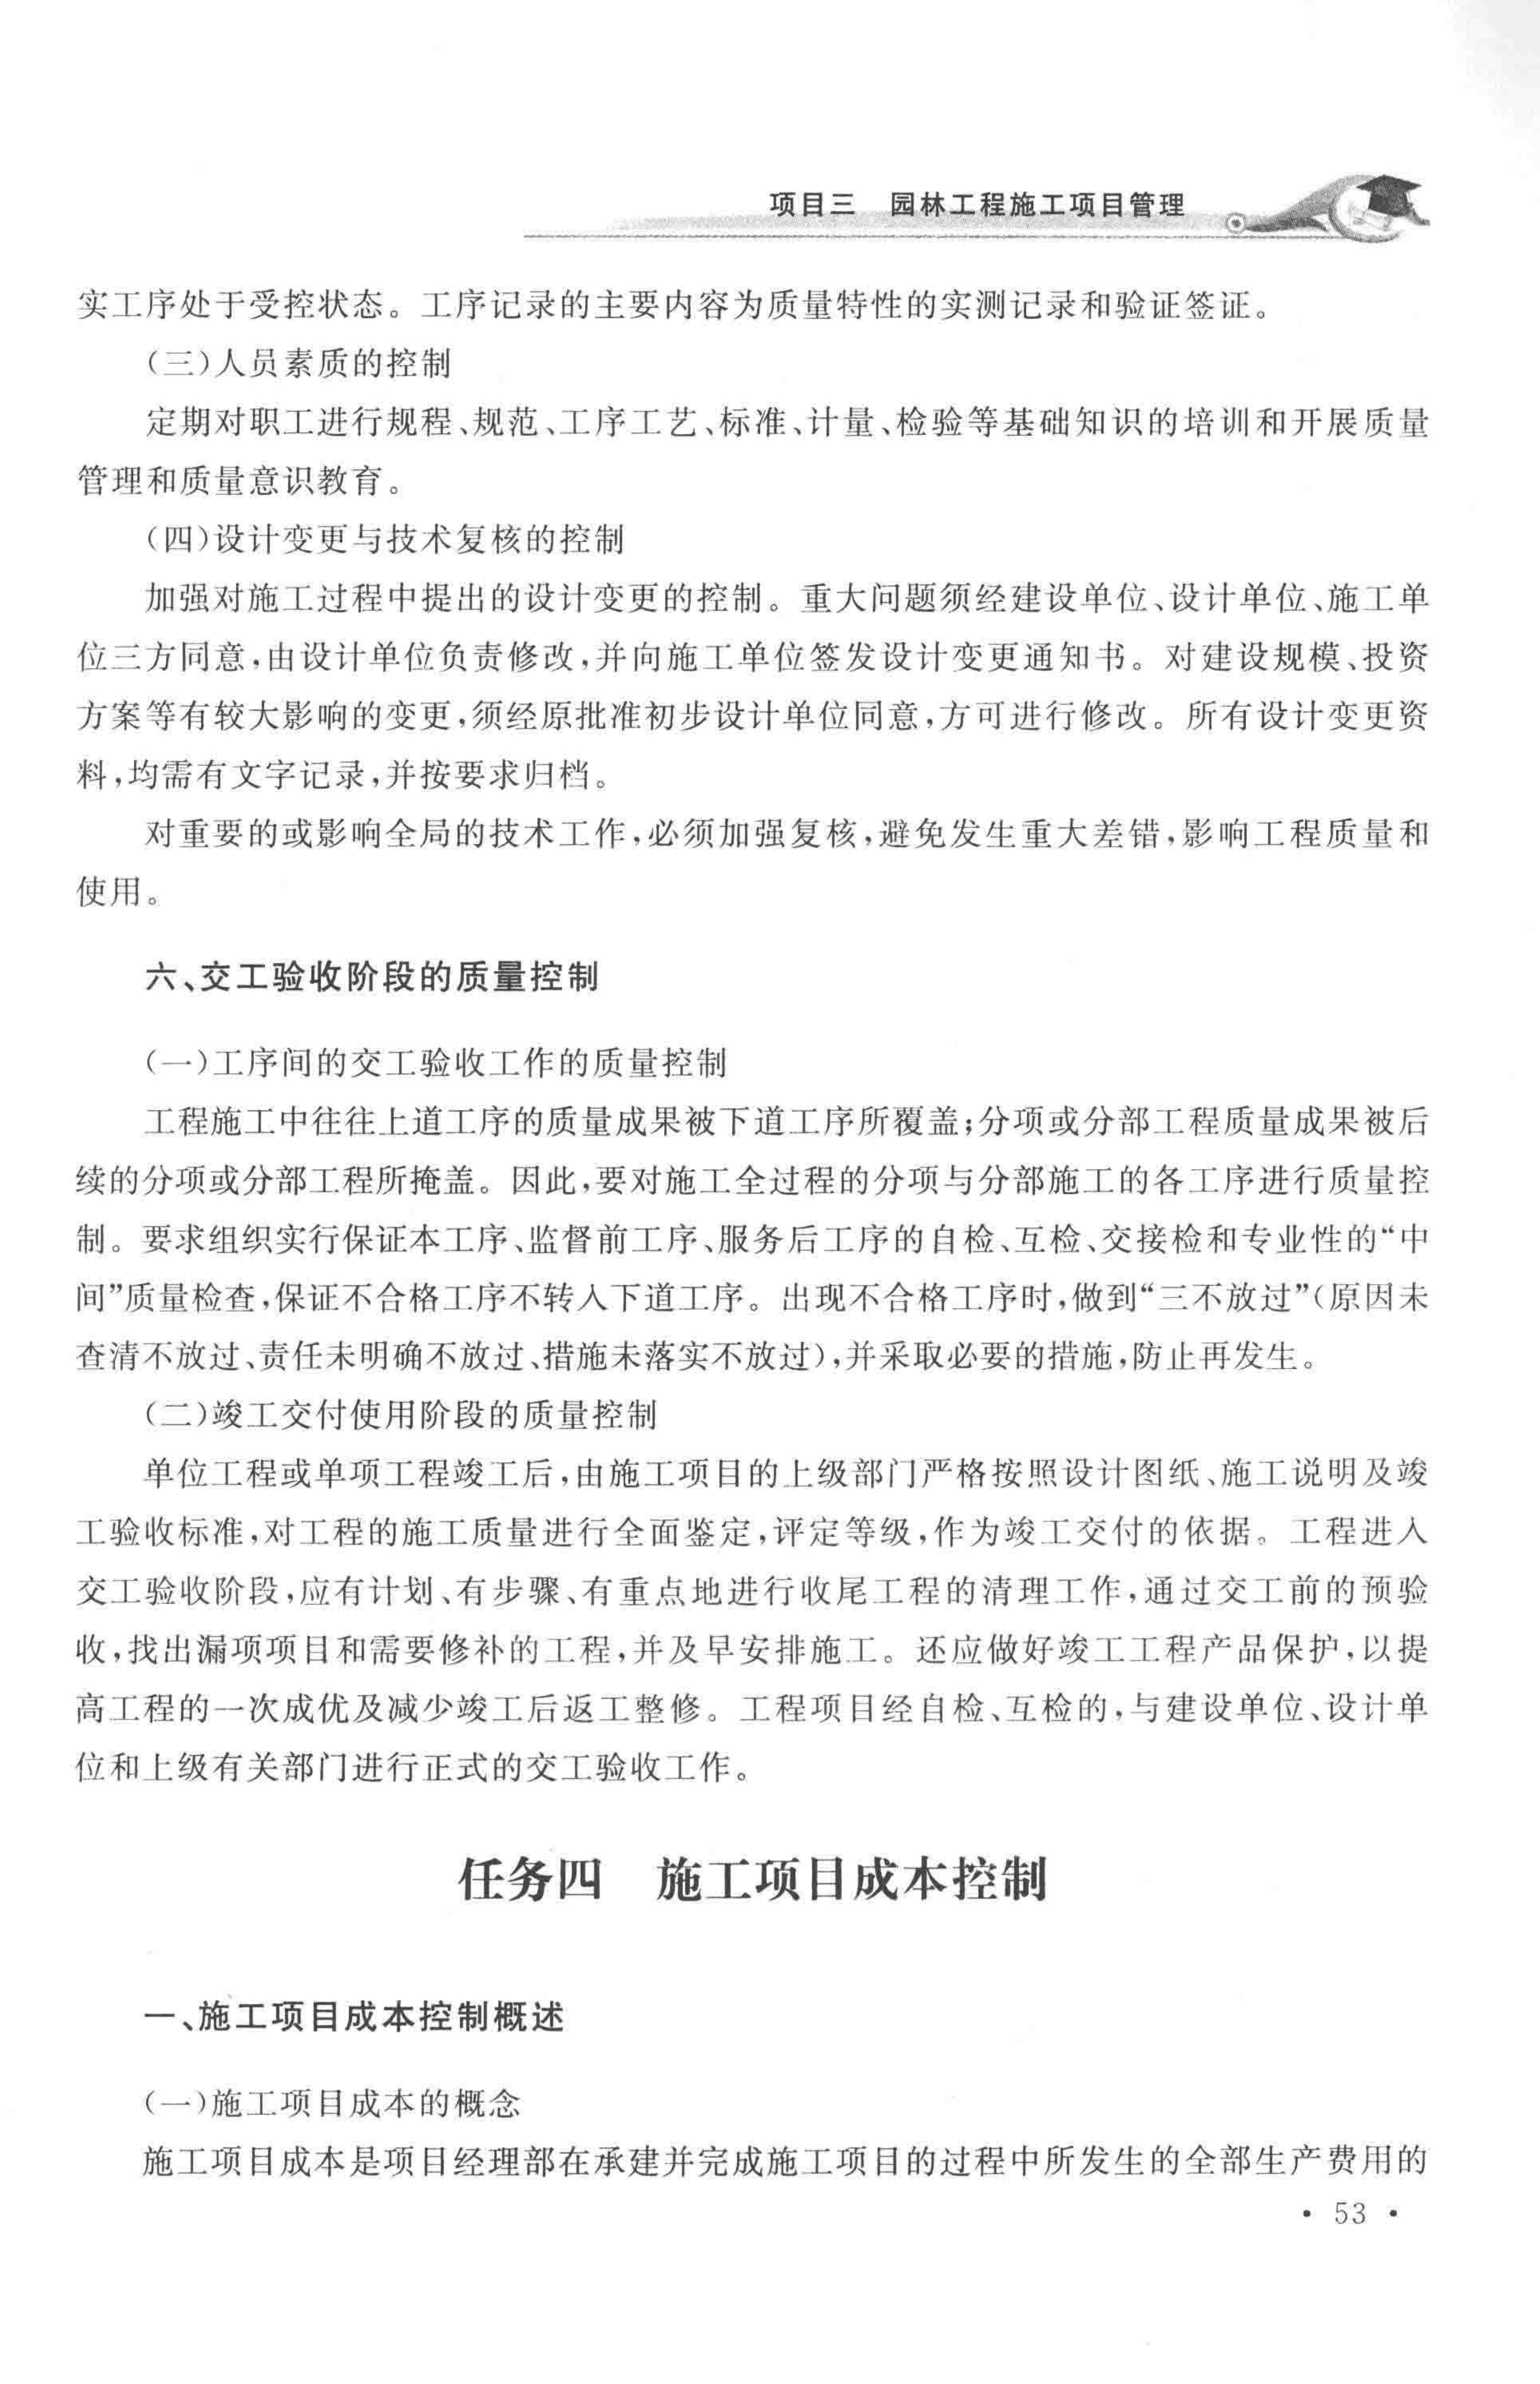 项目三　园林工程施工项目管理
实工序处于受控状态。工序记录的主要内容为质量特性的实测记录和验证签证。
（三）人员素质的控制
定期对职工进行规程、规范、工序工艺、标准、计量、检验等基础知识的培训和开展质量
管理和质量意识教育。
（四）设计变更与技术复核的控制
加强对施工过程中提出的设计变更的控制。重大问题须经建设单位、设计单位、施工单
位三方同意，由设计单位负责修改，并向施工单位签发设计变更通知书。对建设规模、投资
方案等有较大影响的变更，须经原批准初步设计单位同意，方可进行修改。所有设计变更资
料，均需有文字记录，并按要求归档。
对重要的或影响全局的技术工作，必须加强复核，避免发生重大差错，影响工程质量和
使用。
六、交工验收阶段的质量控制
（一）工序间的交工验收工作的质量控制
工程施工中往往上道工序的质量成果被下道工序所覆盖；分项或分部工程质量成果被后
续的分项或分部工程所掩盖。因此，要对施工全过程的分项与分部施工的各工序进行质量控
制。要求组织实行保证本工序、监督前工序、服务后工序的自检、互检、交接检和专业性的“中
间”质量检查，保证不合格工序不转入下道工序。出现不合格工序时，做到“三不放过”（原因未
查清不放过、责任未明确不放过、措施未落实不放过），并采取必要的措施，防止再发生。
（二）竣工交付使用阶段的质量控制
单位工程或单项工程竣工后，由施工项目的上级部门严格按照设计图纸、施工说明及竣
工验收标准，对工程的施工质量进行全面鉴定，评定等级，作为竣工交付的依据。工程进入
交工验收阶段，应有计划、有步骤、有重点地进行收尾工程的清理工作，通过交工前的预验
收，找出漏项项目和需要修补的工程，并及早安排施工。还应做好竣工工程产品保护，以提
高工程的一次成优及减少竣工后返工整修。工程项目经自检、互检的，与建设单位、设计单
位和上级有关部门进行正式的交工验收工作。
任务四　施工项目成本控制
一、施工项目成本控制概述
（一）施工项目成本的概念
施工项目成本是项目经理部在承建并完成施工项目的过程中所发生的全部生产费用的
· 53 ·